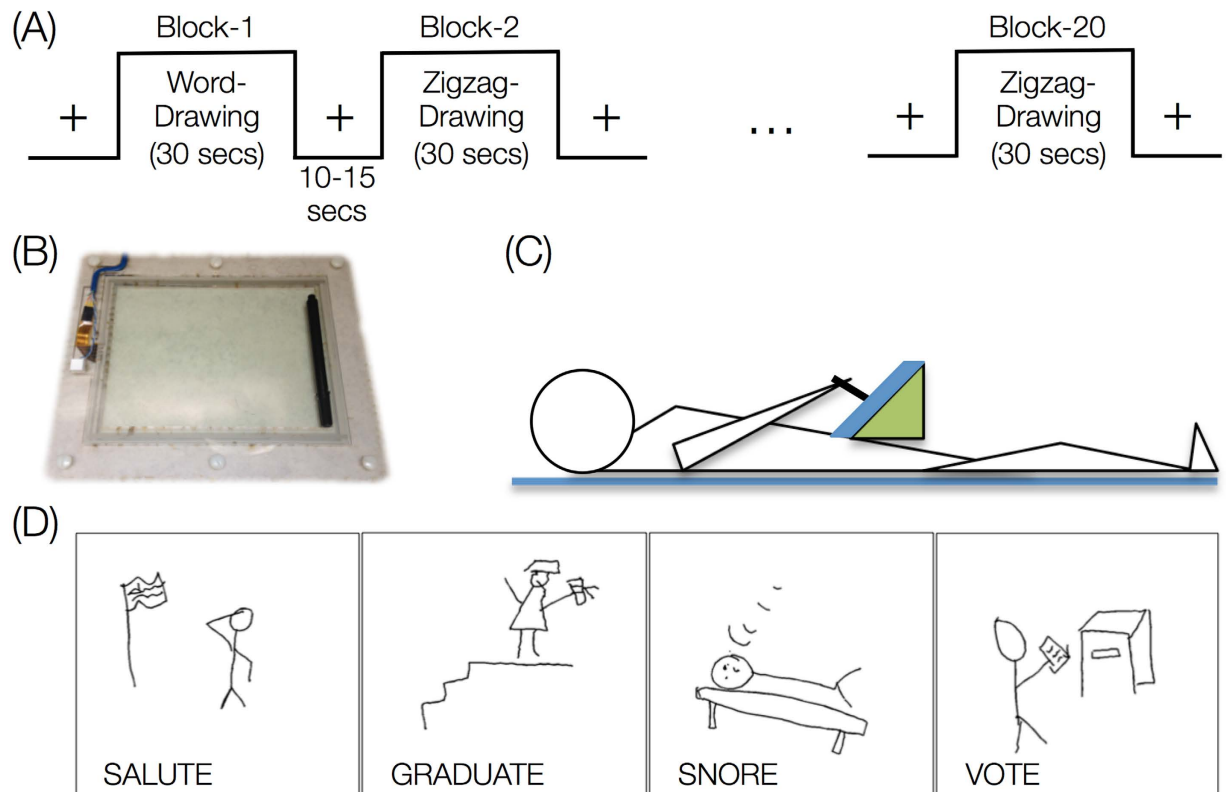 (A)
Block-1
Block-2
Block-20
+
Word-
Drawing
(30 secs)
+
Zigzag-
Drawing
(30 secs)
+
...
+
Zigzag-
Drawing
(30 secs)
+
10-15
secs
(B)
(C)
(D)
SALUTE
GRADUATE
SNORE
VOTE